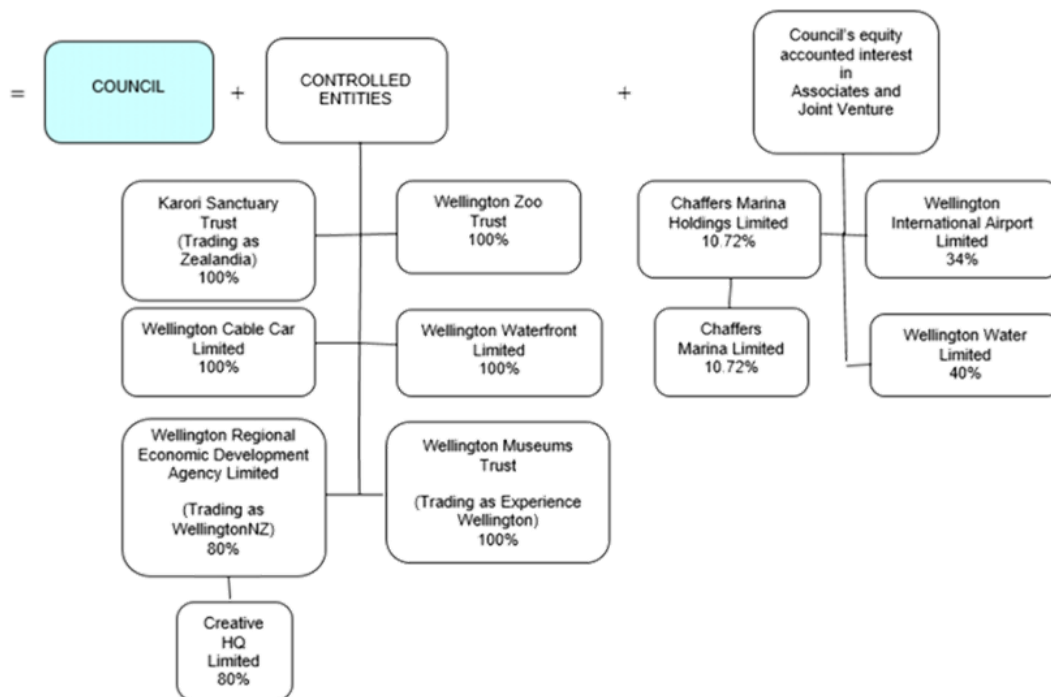 =
COUNCIL
+
CONTROLLED
ENTITIES
+
Council's equity
accounted interest
in
Associates and
Joint Venture
Karori Sanctuary
Trust
(Trading as
Zealandia)
100%
Wellington Zoo
Trust
100%
Chaffers Marina
Holdings Limited
10.72%
Wellington
International Airport
Limited
34%
Wellington Cable Car
Limited
100%
Wellington Waterfront
Limited
100%
Chaffers
Marina Limited
10.72%
Wellington Water
Limited
40%
Wellington Regional
Economic Development
Agency Limited
(Trading as
WellingtonNZ)
80%
Wellington Museums
Trust
(Trading as Experience
Wellington)
100%
Creative
HQ
Limited
80%